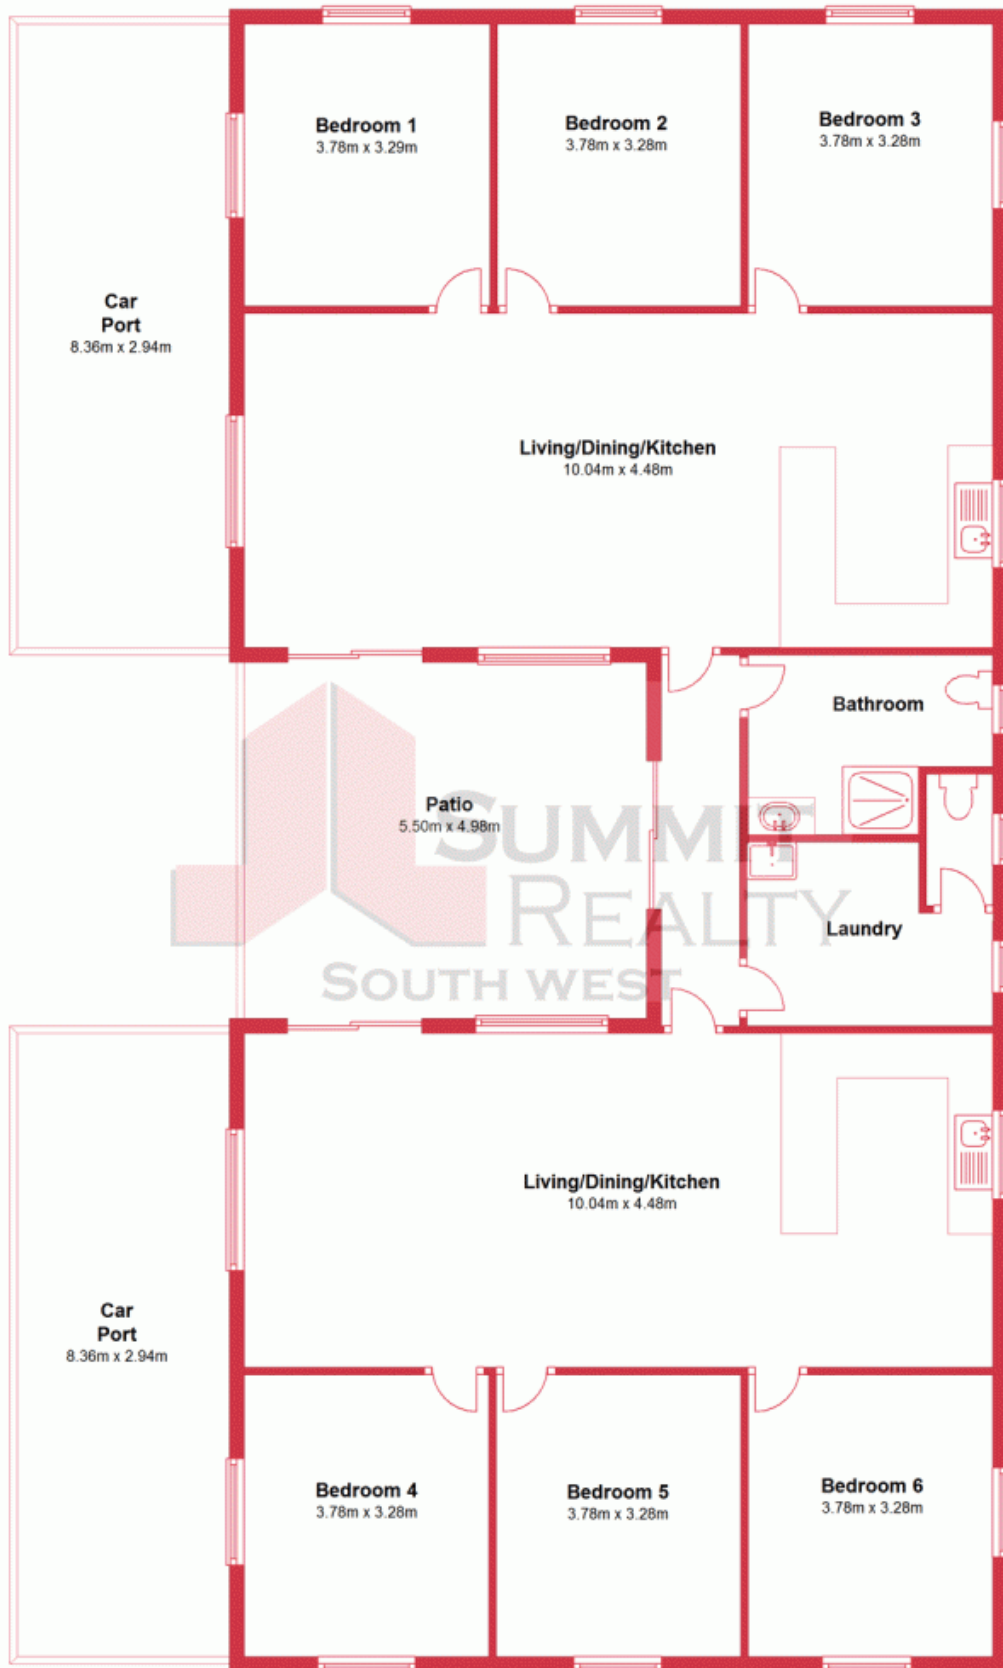 Bedroom 1
3.78m x 3.29m
Bedroom 2
3.78m x 3.28m
Bedroom 3
3.78m x 3.28m
Car
Port
8.36m x 2.94m
Living/Dining/Kitchen
10.04m x 4.48m
Bathroom
Patio
5.50m x 4.98m
SUMMIT
REALTY
SOUTH WEST
Laundry
Living/Dining/Kitchen
10.04m x 4.48m
Car
Port
8.36m x 2.94m
Bedroom 4
3.78m x 3.28m
Bedroom 5
3.78m x 3.28m
Bedroom 6
3.78m x 3.28m